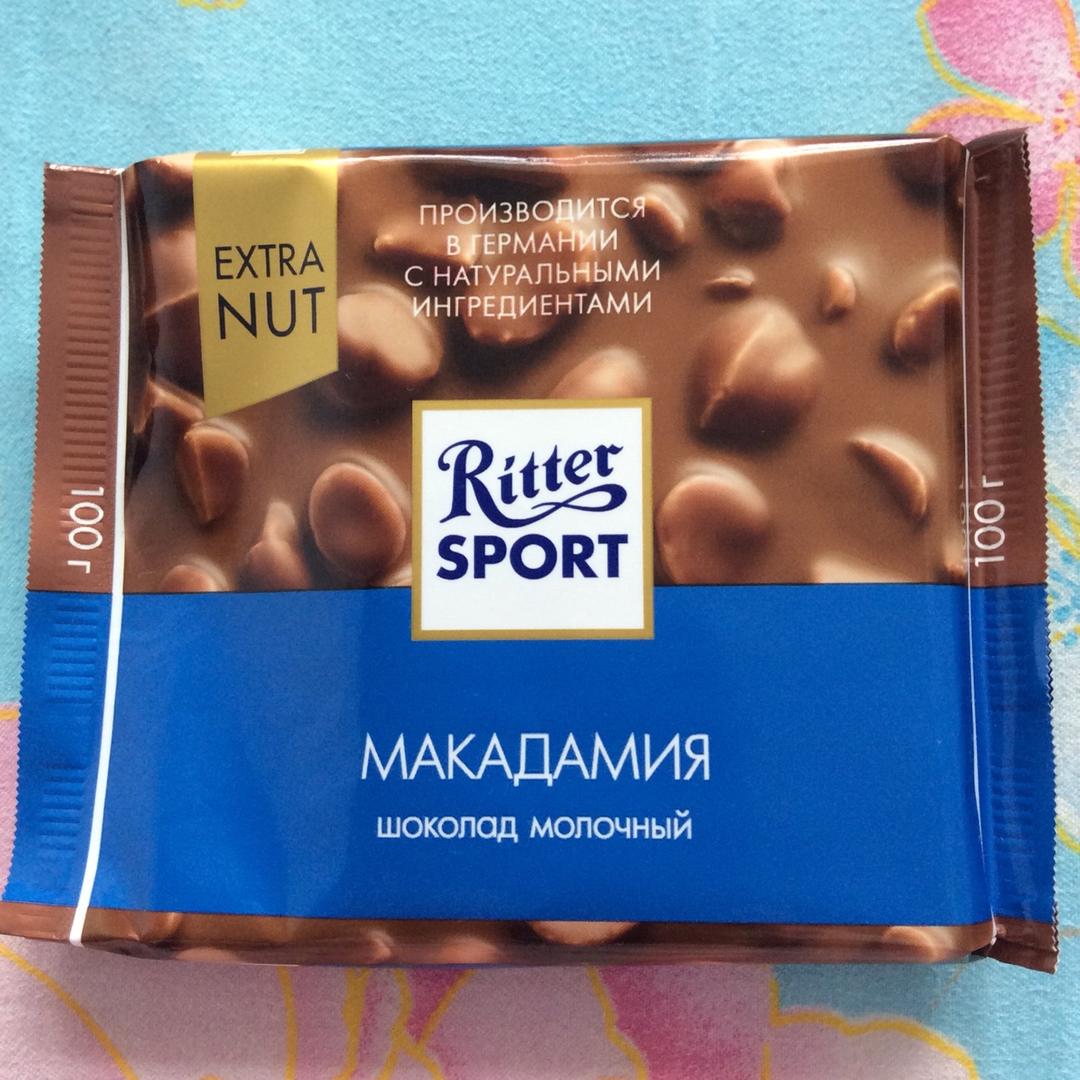 EXTRA
NUT
ПРОИЗВОДИТСЯ
В ГЕРМАНИИ
С НАТУРАЛЬНЫМИ
ИНГРЕДИЕНТАМИ
Ritter
SPORT
100 г
100 г
МАКАДАМИЯ
шоколад молочный